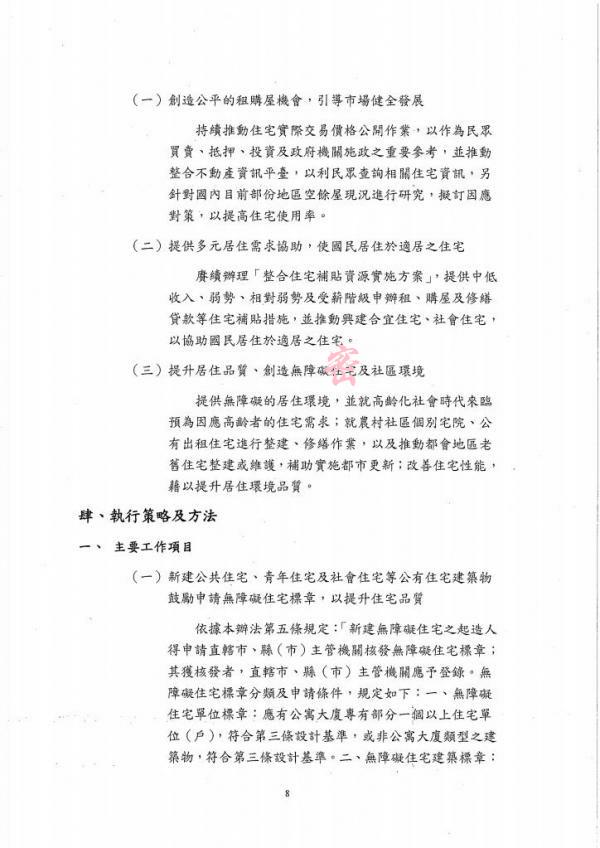 （一）創造公平的租購屋機會，引導市場健全發展
持續推動住宅實際交易價格公開作業，以作為民眾
買賣、抵押、投資及政府機關施政之重要參考，並推動
整合不動產資訊平臺，以利民眾查詢相關住宅資訊，另
針對國內目前部份地區空餘屋現況進行研究，擬訂因應
對策，以提高住宅使用率。
（二）提供多元居住需求協助，使國民居住於適居之住宅
賡續辦理「整合住宅補貼資源實施方案」，提供中低
收入、弱勢、相對弱勢及受薪階級申辦租、購屋及修繕
貸款等住宅補貼措施，並推動興建合宜住宅、社會住宅，
以協助國民居住於適居之住宅。
（三）提升居住品質、創造無障礙住宅及社區環境
密
提供無障礙的居住環境，並就高齡化社會時代來臨
預為因應高齡者的住宅需求；就農村社區個別宅院、公
有出租住宅進行整建、修繕作業，以及推動都會地區老
舊住宅整建或維護，補助實施都市更新；改善住宅性能，
藉以提升居住環境品質。
肆、執行策略及方法
一、 主要工作項目
（一）新建公共住宅、青年住宅及社會住宅等公有住宅建築物
鼓勵申請無障礙住宅標章，以提升住宅品質
依據本辦法第五條規定：「新建無障礙住宅之起造人
得申請直轄市、縣（市）主管機關核發無障礙住宅標章；
其獲核發者，直轄市、縣（市）主管機關應予登錄。無
障礙住宅標章分類及申請條件，規定如下：一、無障礙
住宅單位標章：應有公寓大廈專有部分一個以上住宅單
位（戶），符合第三條設計基準，或非公寓大廈類型之建
築物，符合第三條設計基準。二、無障礙住宅建築標章：
8